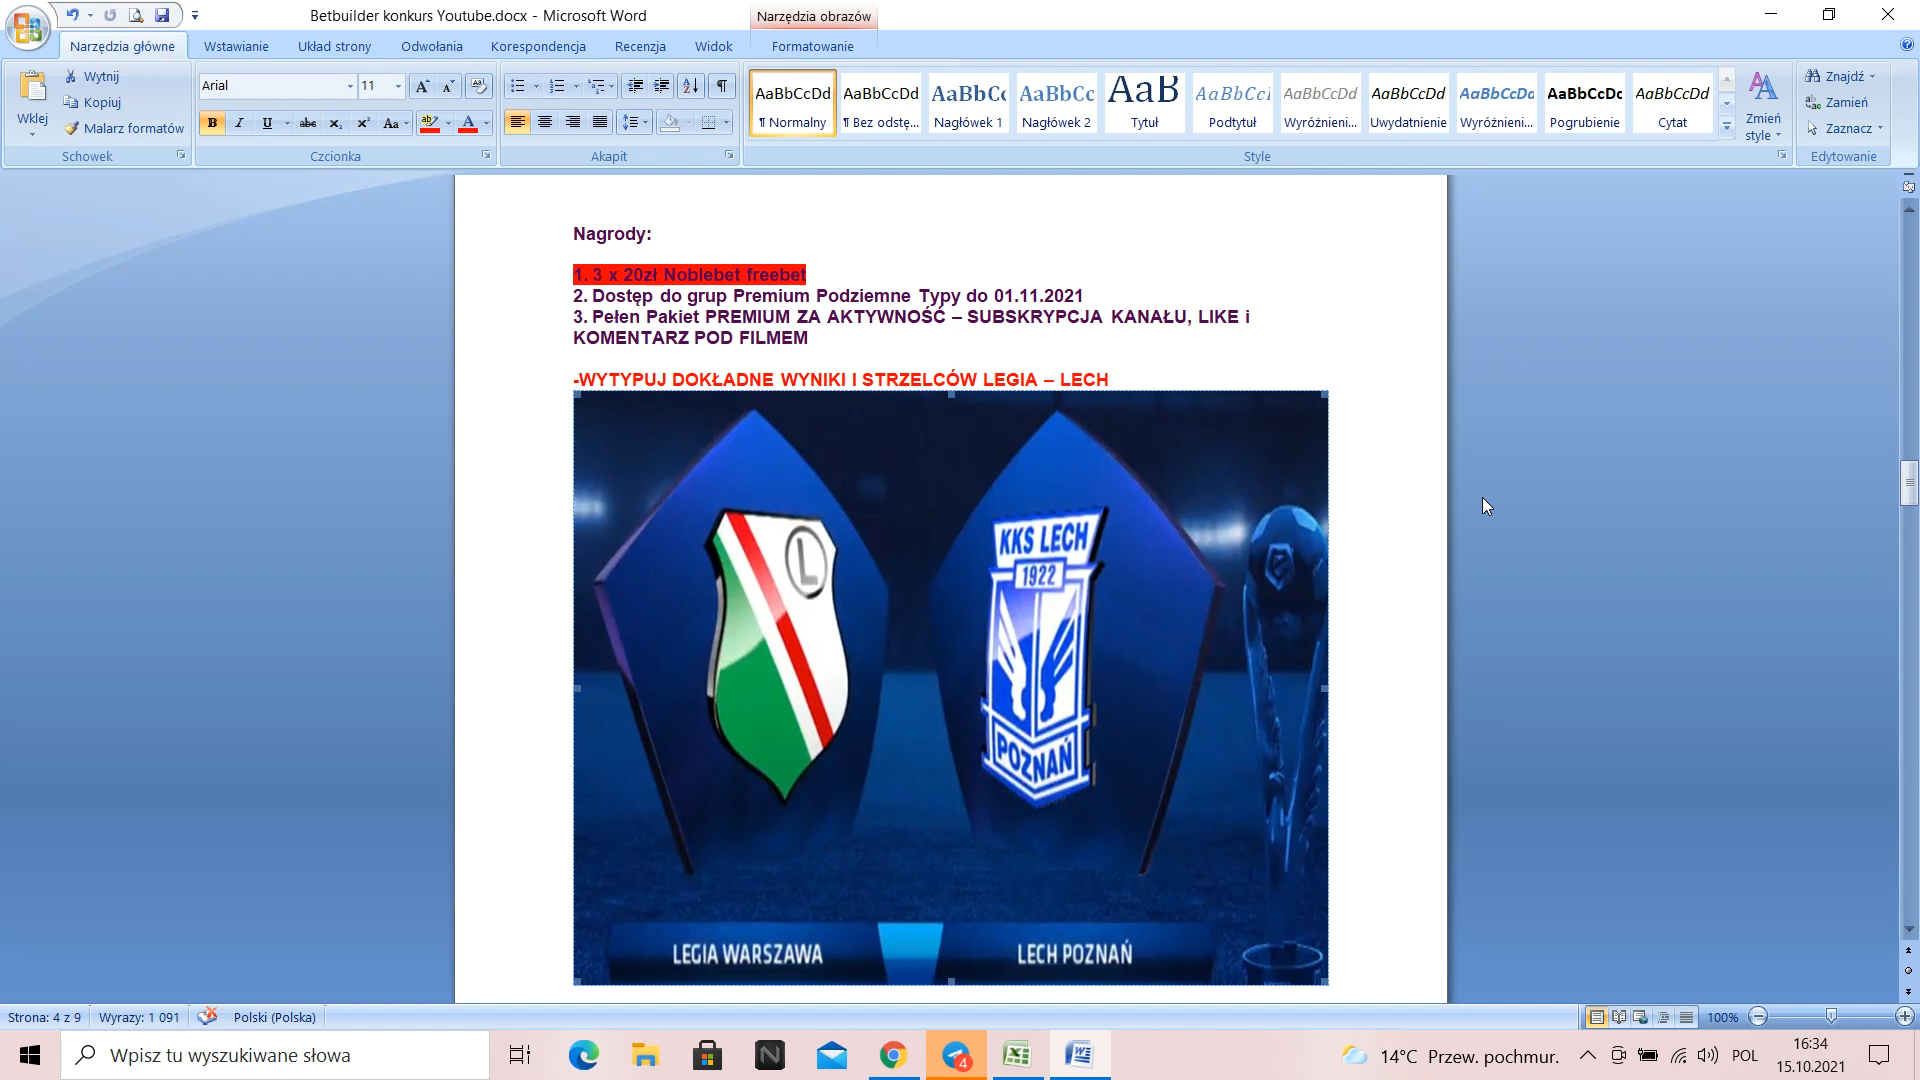 Betbuilder konkurs Youtube.docx - Microsoft Word
Narzędzia obrazów
Narzędzia główne
Wstawianie
Układ strony
Odwołania
Korespondencja
Recenzja
Widok
Formatowanie
Wklej
Wytnij
Kopiuj
Malarz formatów
Schowek
Arial
11
Czcionka
Akapit
AaBbCcDd
¶ Normalny
AaBbCcDd
¶ Bez odstę...
AaBbCc
Nagłówek 1
AaBbCc
Nagłówek 2
AaB
Tytuł
AaBbCcI
Podtytuł
AaBbCcDd
Wyróżnieni...
AaBbCcDd
Uwydatnienie
AaBbCcDd
Wyróżnieni...
AaBbCcDd
Pogrubienie
AaBbCcDd
Cytat
Zmień
style
Style
Znajdź
Zamień
Zaznacz
Edytowanie
Nagrody:
1. 3 x 20zł Noblebet freebet
2. Dostęp do grup Premium Podziemne Typy do 01.11.2021
3. Pełen Pakiet PREMIUM ZA AKTYWNOŚĆ – SUBSKRYPCJA KANAŁU, LIKE i
KOMENTARZ POD FILMEM
-WYTYPUJ DOKŁADNE WYNIKI I STRZELCÓW LEGIA – LECH
L
KKS LECH
1922
POZNAŃ
LEGIA WARSZAWA
LECH POZNAŃ
Strona: 4 z 9
Wyrazy: 1 091
Polski (Polska)
100%
Wpisz tu wyszukiwane słowa
4
14°C Przew. pochmur.
POL
16:34
15.10.2021